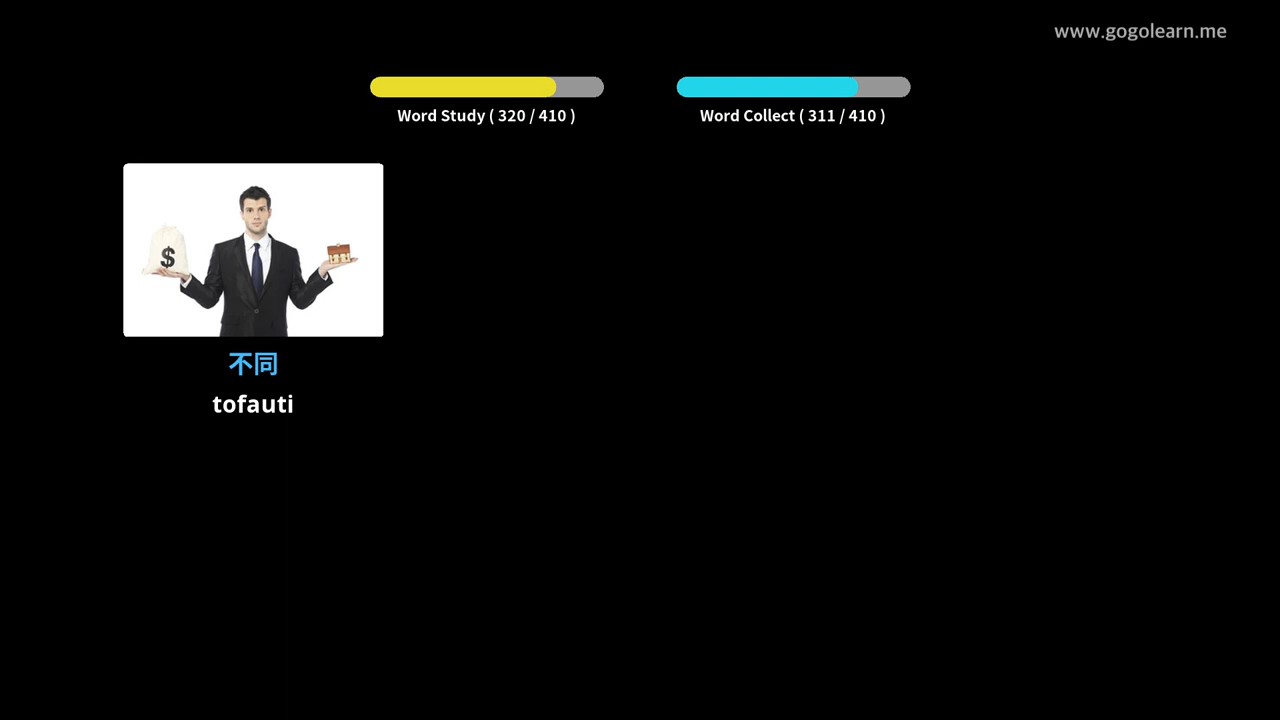 www.gogolearn.me
Word Study ( 320 / 410 )
Word Collect ( 311 / 410 )
$
不同
tofauti